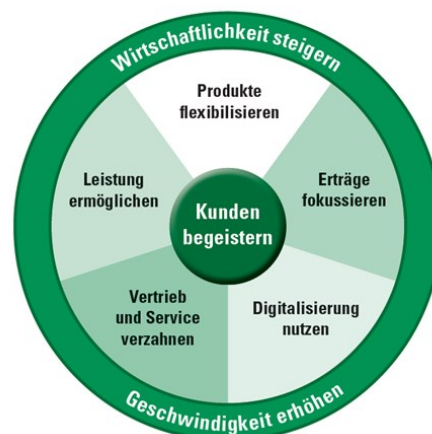 Wirtschaftlichkeit steigern
Produkte
flexibilisieren
Leistung
ermöglichen
Erträge
fokussieren
Kunden
begeistern
Vertrieb
und Service
verzahnen
Digitalisierung
nutzen
Geschwindigkeit erhöhen